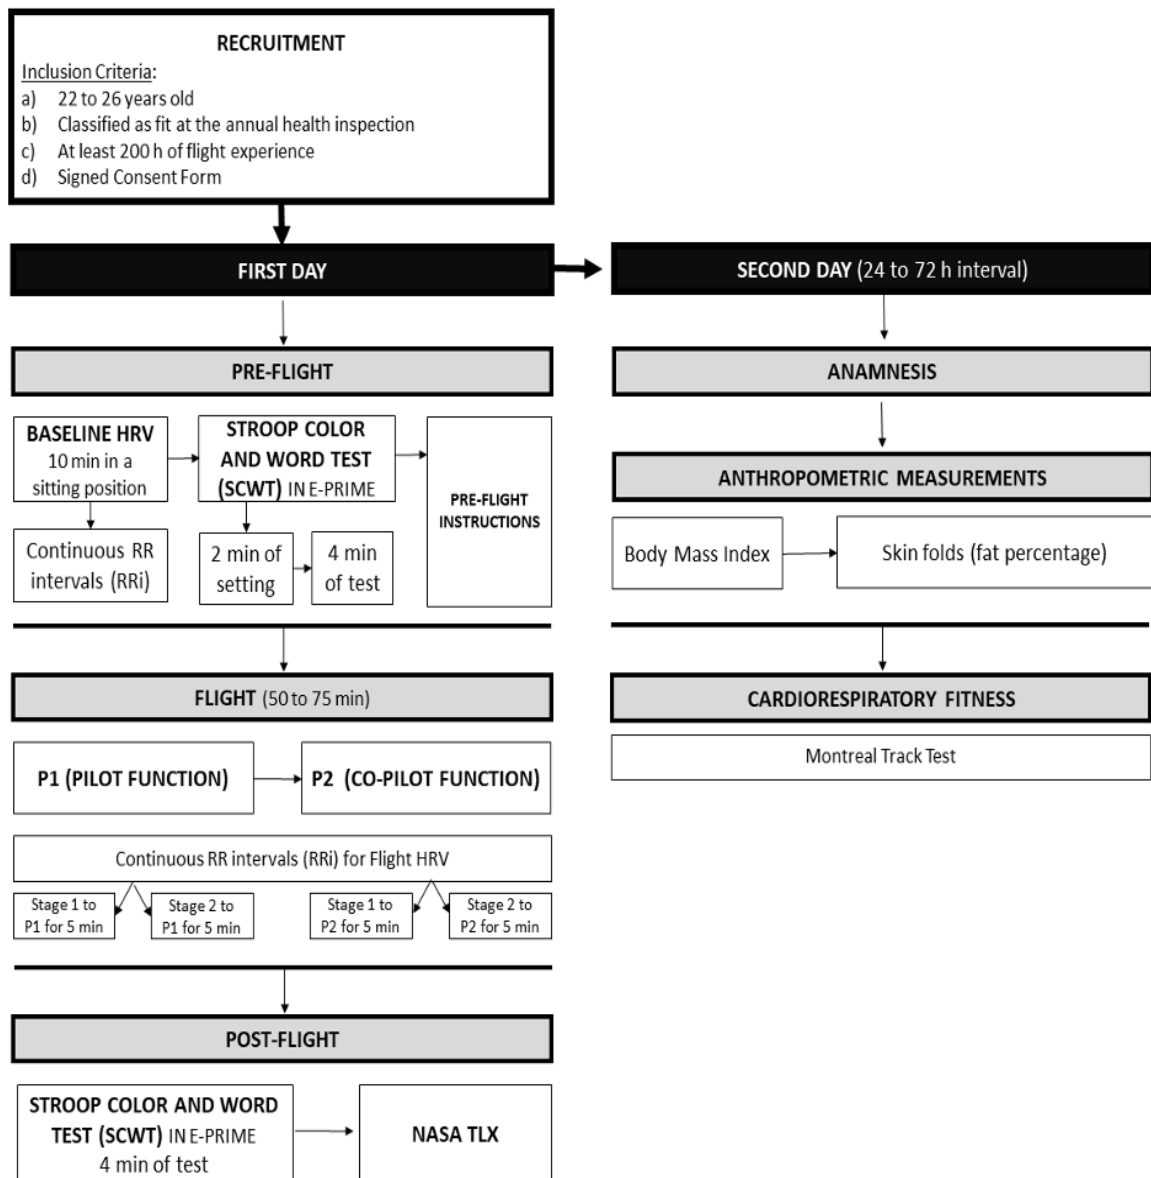 RECRUITMENT
Inclusion Criteria:
a) 22 to 26 years old
b) Classified as fit at the annual health inspection
c) At least 200 h of flight experience
d) Signed Consent Form
FIRST DAY
PRE-FLIGHT
BASELINE HRV
10 min in a
sitting position
STROOP COLOR
AND WORD TEST
(SCWT) IN E-PRIME
PRE-FLIGHT
INSTRUCTIONS
Continuous RR
intervals (RRi)
2 min of
setting
4 min
of test
FLIGHT (50 to 75 min)
P1 (PILOT FUNCTION)
P2 (CO-PILOT FUNCTION)
Continuous RR intervals (RRi) for Flight HRV
Stage 1 to
P1 for 5 min
Stage 2 to
P1 for 5 min
Stage 1 to
P2 for 5 min
Stage 2 to
P2 for 5 min
POST-FLIGHT
STROOP COLOR AND WORD
TEST (SCWT) IN E-PRIME
4 min of test
NASA TLX
SECOND DAY (24 to 72 h interval)
ANAMNESIS
ANTHROPOMETRIC MEASUREMENTS
Body Mass Index
Skin folds (fat percentage)
CARDIORESPIRATORY FITNESS
Montreal Track Test